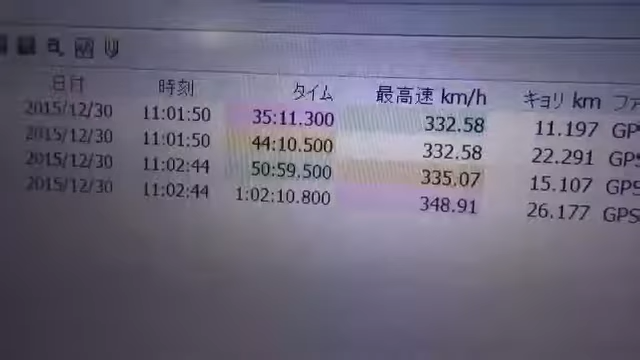 日付 時刻 タイム 最高速 km/h キョリ km ファ
2015/12/30 11:01:50 35:11.300 332.58 11.197 GP
2015/12/30 11:01:50 44:10.500 332.58 22.291 GPS
2015/12/30 11:02:44 50:59.500 335.07 15.107 GPS
2015/12/30 11:02:44 1:02:10.800 348.91 26.177 GPS